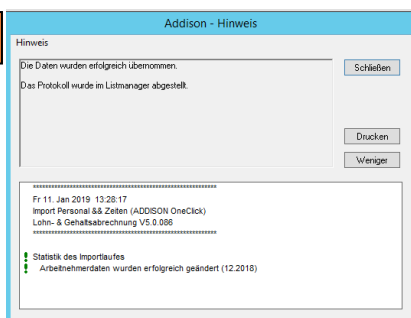 Addison - Hinweis
Hinweis
Die Daten wurden erfolgreich übernommen.
Schließen
Das Protokoll wurde im Listmanager abgestellt.
Drucken
Weniger
************************************************************
Fr 11. Jan 2019 13:28:17
Import Personal && Zeiten (ADDISON OneClick)
Lohn- & Gehaltsabrechnung V5.0.086
************************************************************
Statistik des Importlaufes
Arbeitnehmerdaten wurden erfolgreich geändert (12.2018)